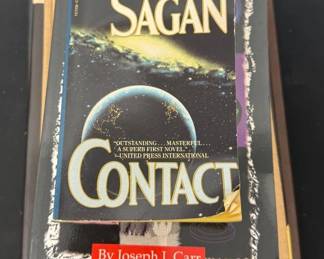 SAGAN
"OUTSTANDING... MASTERFUL...
A SUPERB FIRST NOVEL."
—UNITED PRESS INTERNATIONAL
CONTACT
By Joseph J. Carr